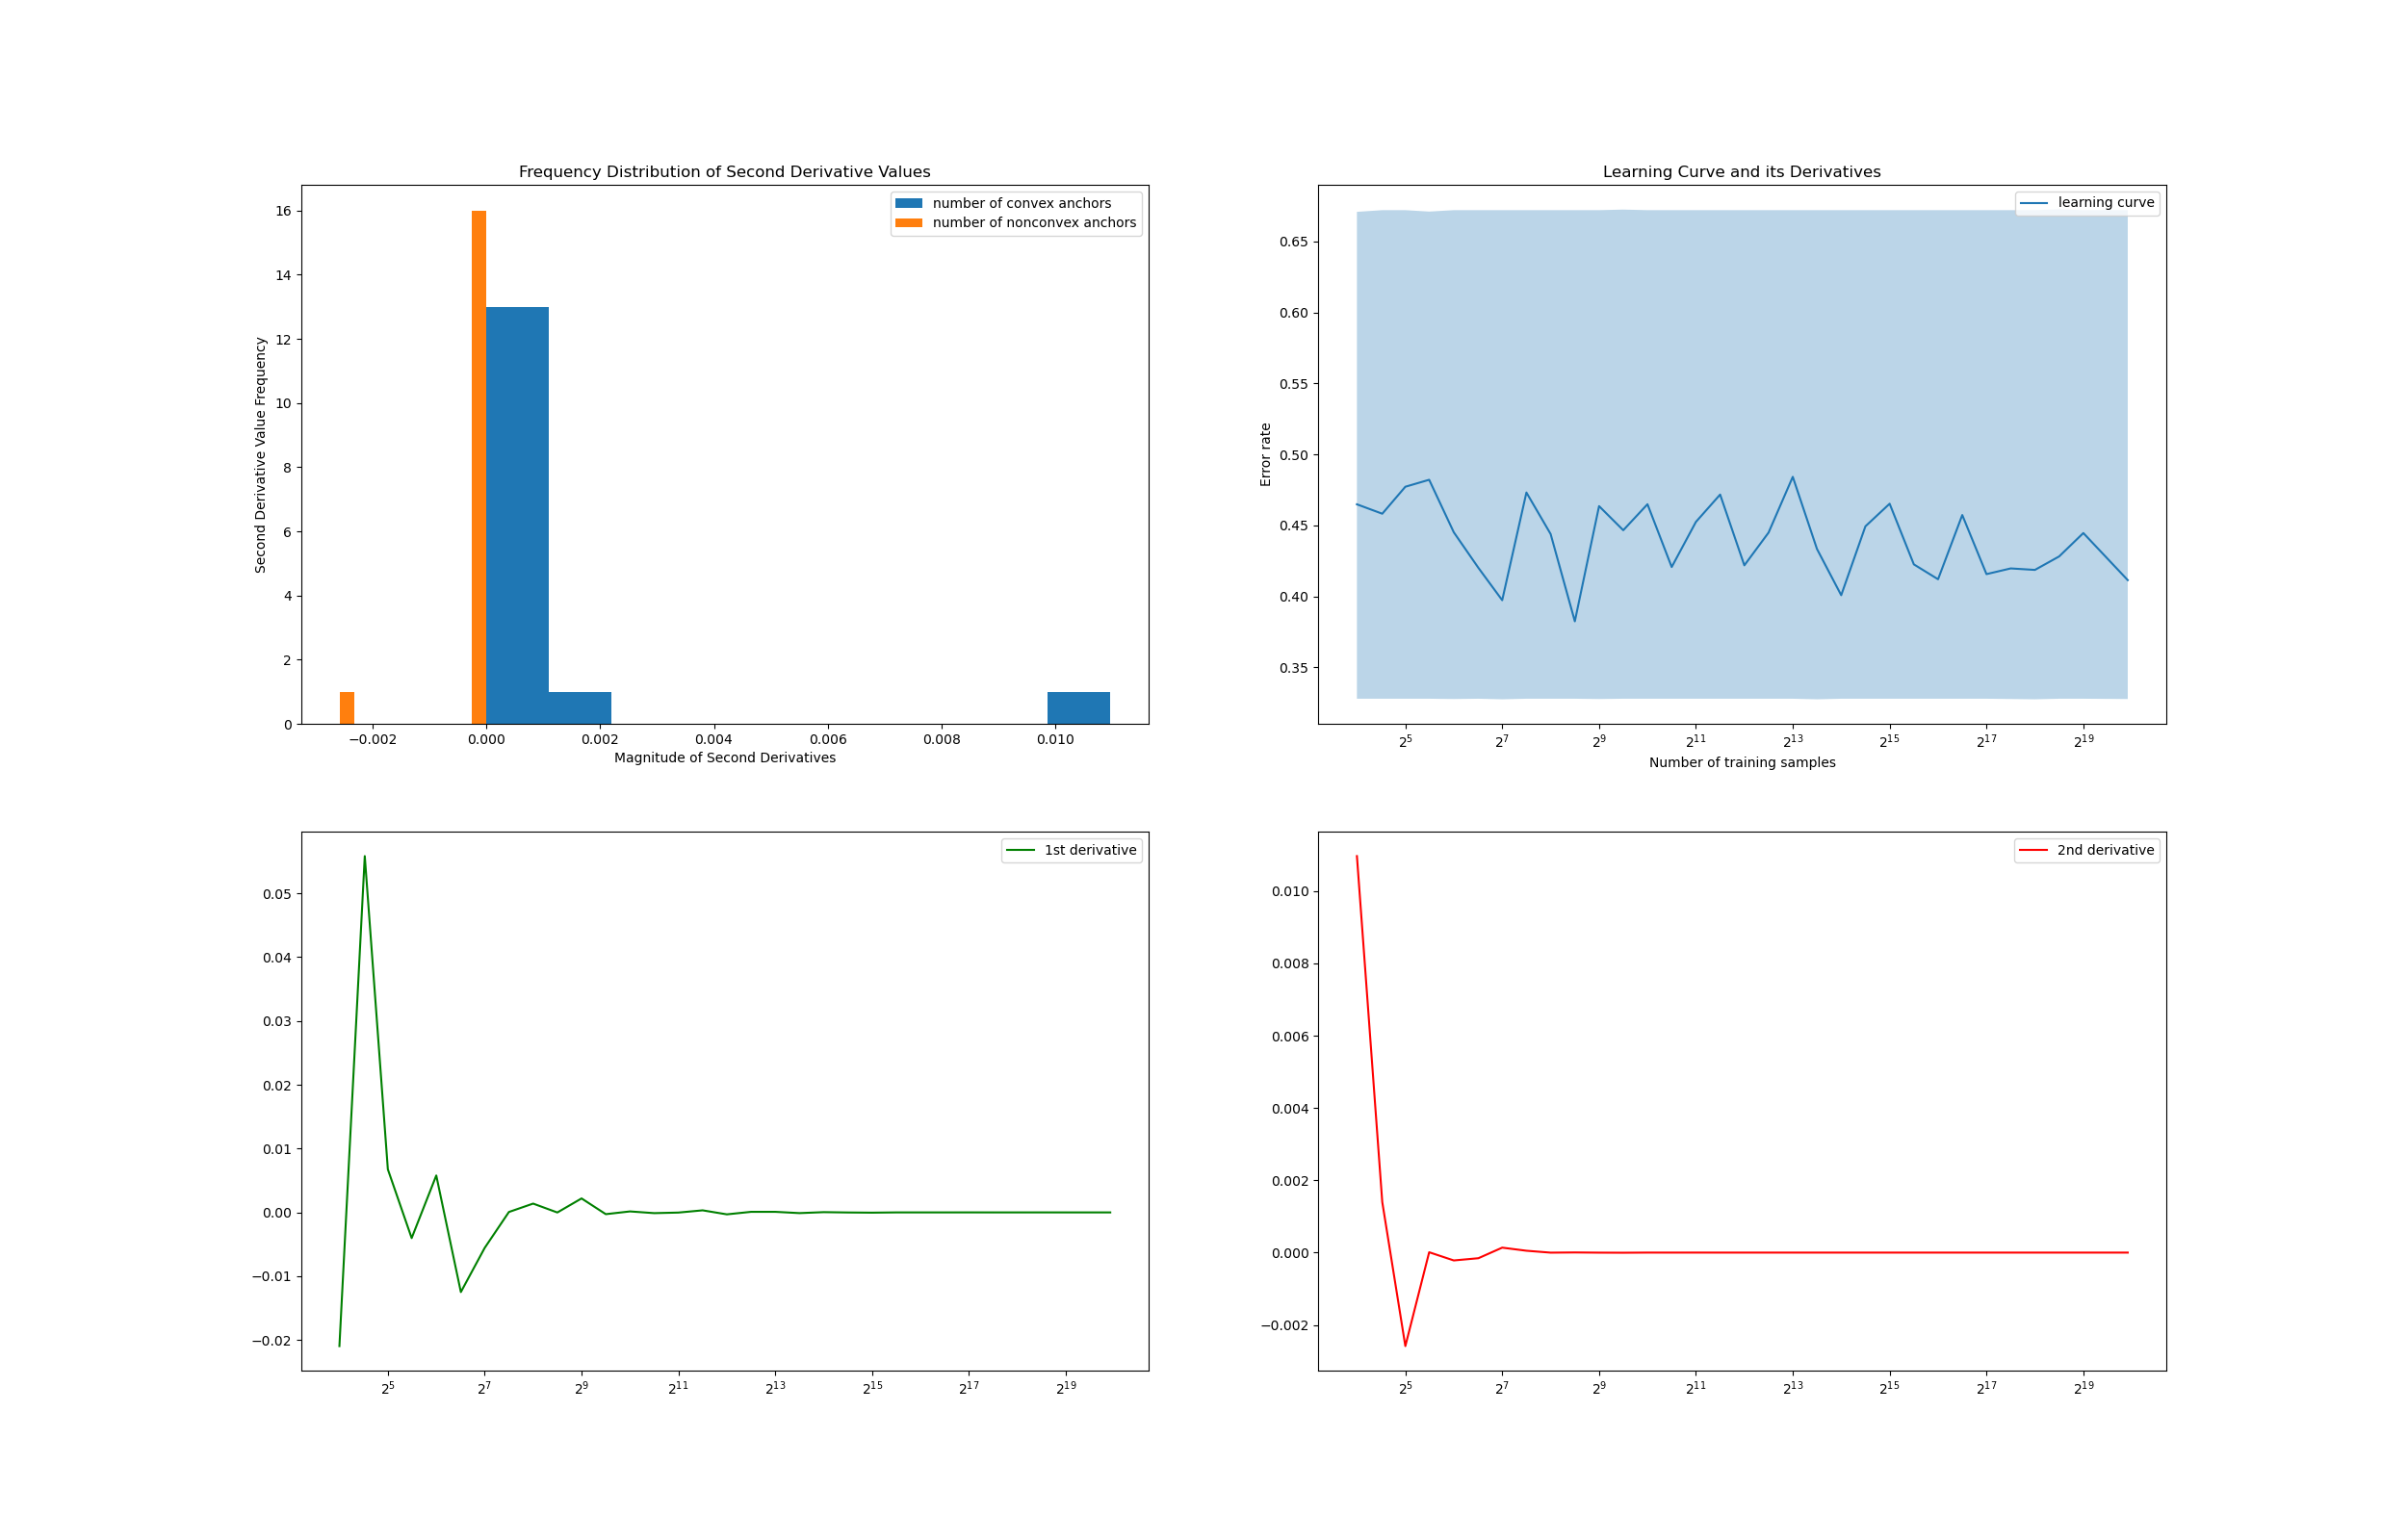 Frequency Distribution of Second Derivative Values
number of convex anchors
number of nonconvex anchors
Second Derivative Value Frequency
16
14
12
10
8
6
4
2
0
−0.002 0.000 0.002 0.004 0.006 0.008 0.010
Magnitude of Second Derivatives
Learning Curve and its Derivatives
learning curve
Error rate
0.65
0.60
0.55
0.50
0.45
0.40
0.35
2^5 2^7 2^9 2^11 2^13 2^15 2^17 2^19
Number of training samples
1st derivative
0.05
0.04
0.03
0.02
0.01
0.00
−0.01
−0.02
2^5 2^7 2^9 2^11 2^13 2^15 2^17 2^19
2nd derivative
0.010
0.008
0.006
0.004
0.002
0.000
−0.002
2^5 2^7 2^9 2^11 2^13 2^15 2^17 2^19